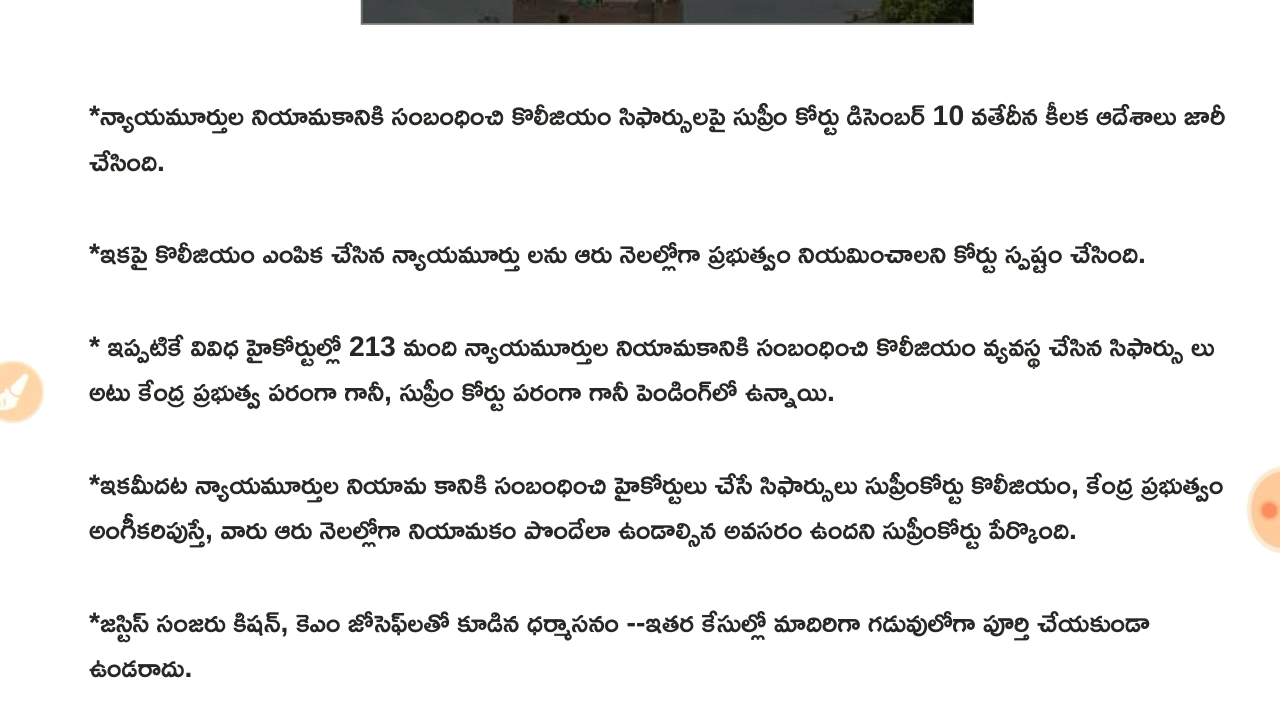 *న్యాయమూర్తుల నియామకానికి సంబంధించి కొలీజియం సిఫార్సులపై సుప్రీం కోర్టు డిసెంబర్ 10 వతేదీన కీలక ఆదేశాలు జారీ
చేసింది.
*ఇకపై కొలీజియం ఎంపిక చేసిన న్యాయమూర్తు లను ఆరు నెలల్లోగా ప్రభుత్వం నియమించాలని కోర్టు స్పష్టం చేసింది.
* ఇప్పటికే వివిధ హైకోర్టుల్లో 213 మంది న్యాయమూర్తుల నియామకానికి సంబంధించి కొలీజియం వ్యవస్థ చేసిన సిఫార్సు లు
అటు కేంద్ర ప్రభుత్వ పరంగా గానీ, సుప్రీం కోర్టు పరంగా గానీ పెండింగ్‌లో ఉన్నాయి.
*ఇకమీదట న్యాయమూర్తుల నియామ కానికి సంబంధించి హైకోర్టులు చేసే సిఫార్సులు సుప్రీంకోర్టు కొలీజియం, కేంద్ర ప్రభుత్వం
అంగీకరిపుస్తే, వారు ఆరు నెలల్లోగా నియామకం పొందేలా ఉండాల్సిన అవసరం ఉందని సుప్రీంకోర్టు పేర్కొంది.
*జస్టిస్ సంజరు కిషన్, కెఎం జోసెఫ్‌లతో కూడిన ధర్మాసనం --ఇతర కేసుల్లో మాదిరిగా గడువులోగా పూర్తి చేయకుండా
ఉండరాదు.